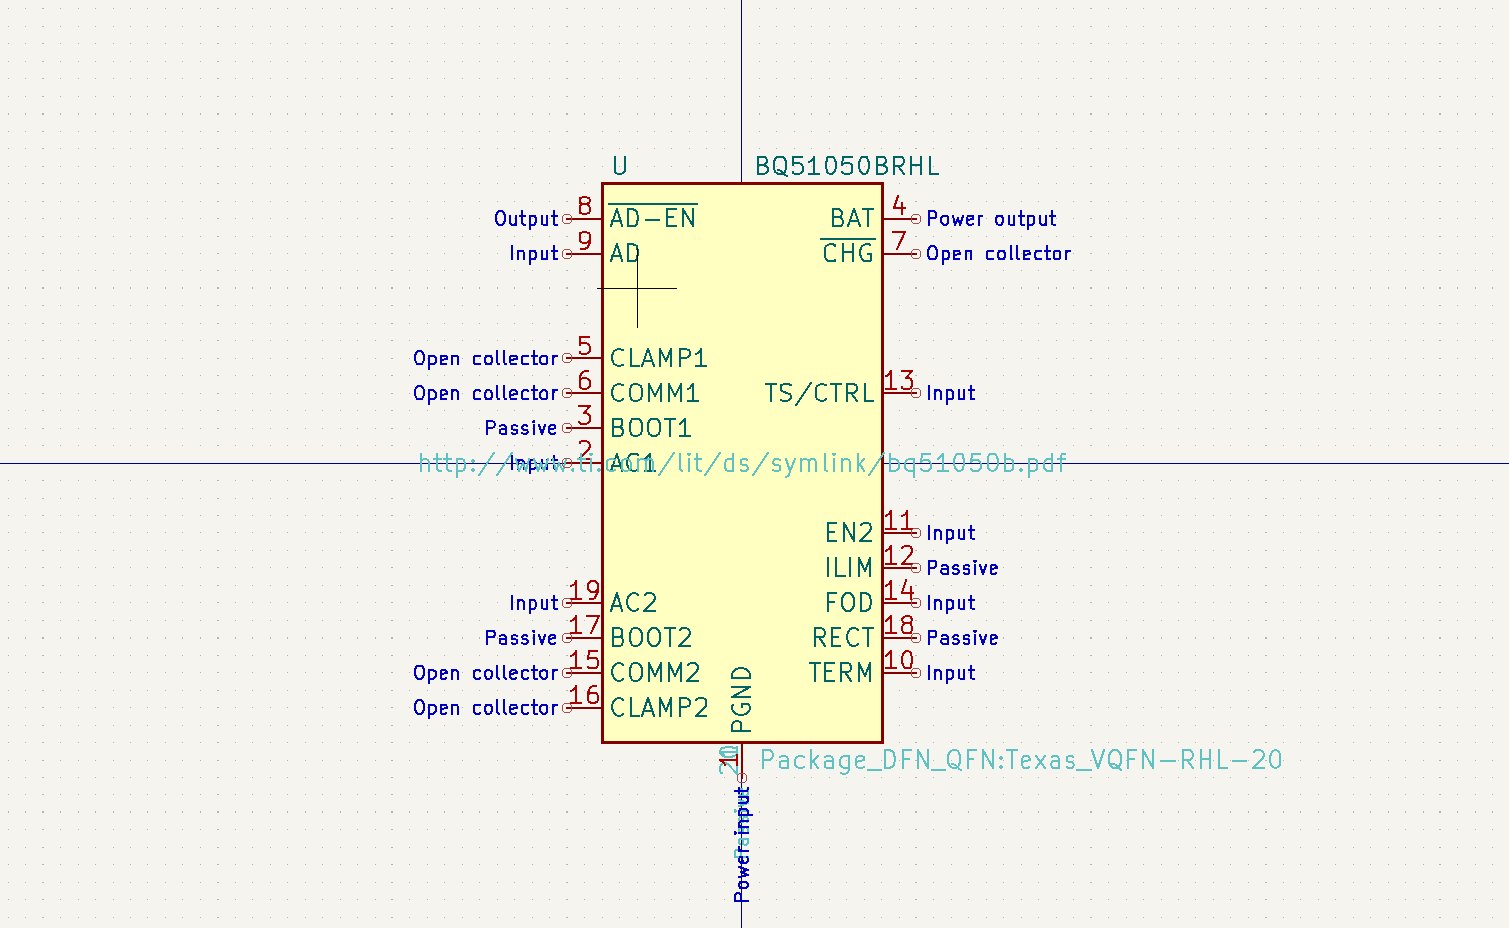 U BQ51050BRHL
Output 8 AD-EN BAT 4 Power output
Input 9 AD CHG 7 Open collector
Open collector 5 CLAMP1
Open collector 6 COMM1 TS/CTRL 13 Input
Passive 3 BOOT1
Input 2 AC1
http://www.ti.com/lit/ds/symlink/bq51050b.pdf
EN2 11 Input
ILIM 12 Passive
Input 19 AC2 FOD 14 Input
Passive 17 BOOT2 RECT 18 Passive
Open collector 15 COMM2 TERM 10 Input
Open collector 16 CLAMP2
PGND
1
20
Package_DFN_QFN:Texas_VQFN-RHL-20
Power input
Passive